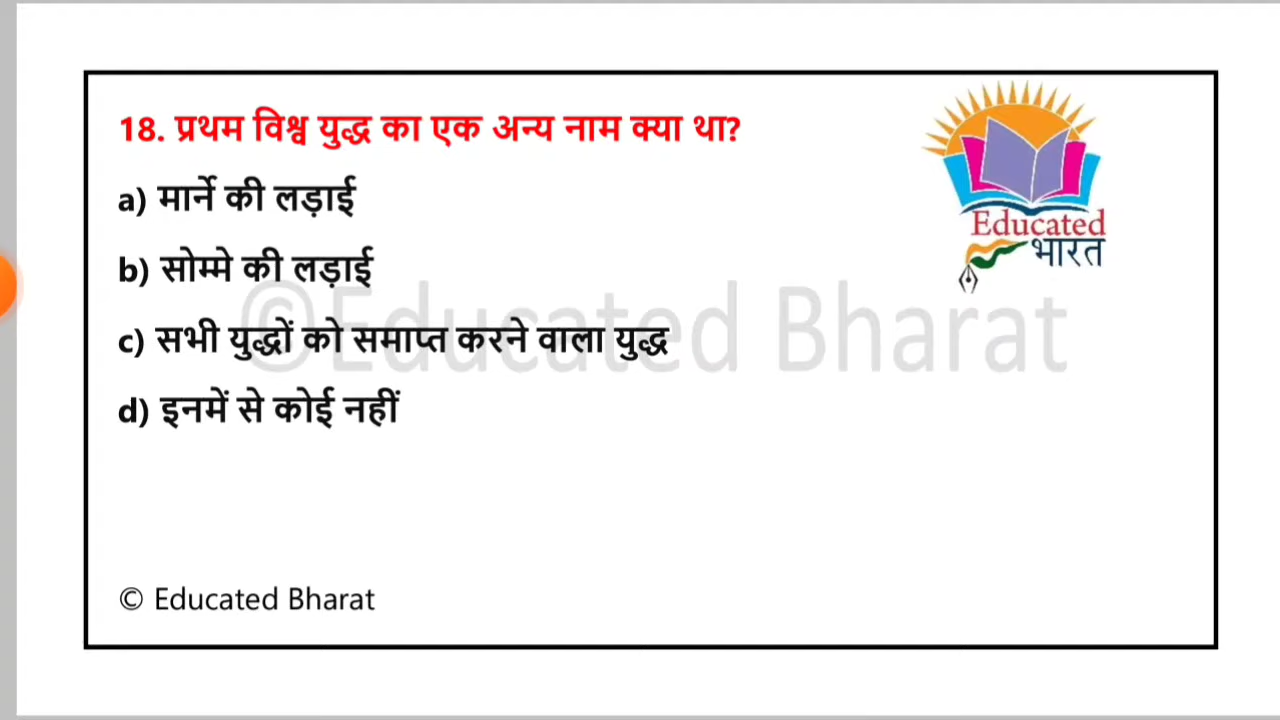 18. प्रथम विश्व युद्ध का एक अन्य नाम क्या था?
a) मार्ने की लड़ाई
b) सोम्मे की लड़ाई
c) सभी युद्धों को समाप्त करने वाला युद्ध
d) इनमें से कोई नहीं
Educated
भारत
©Educated Bharat
© Educated Bharat